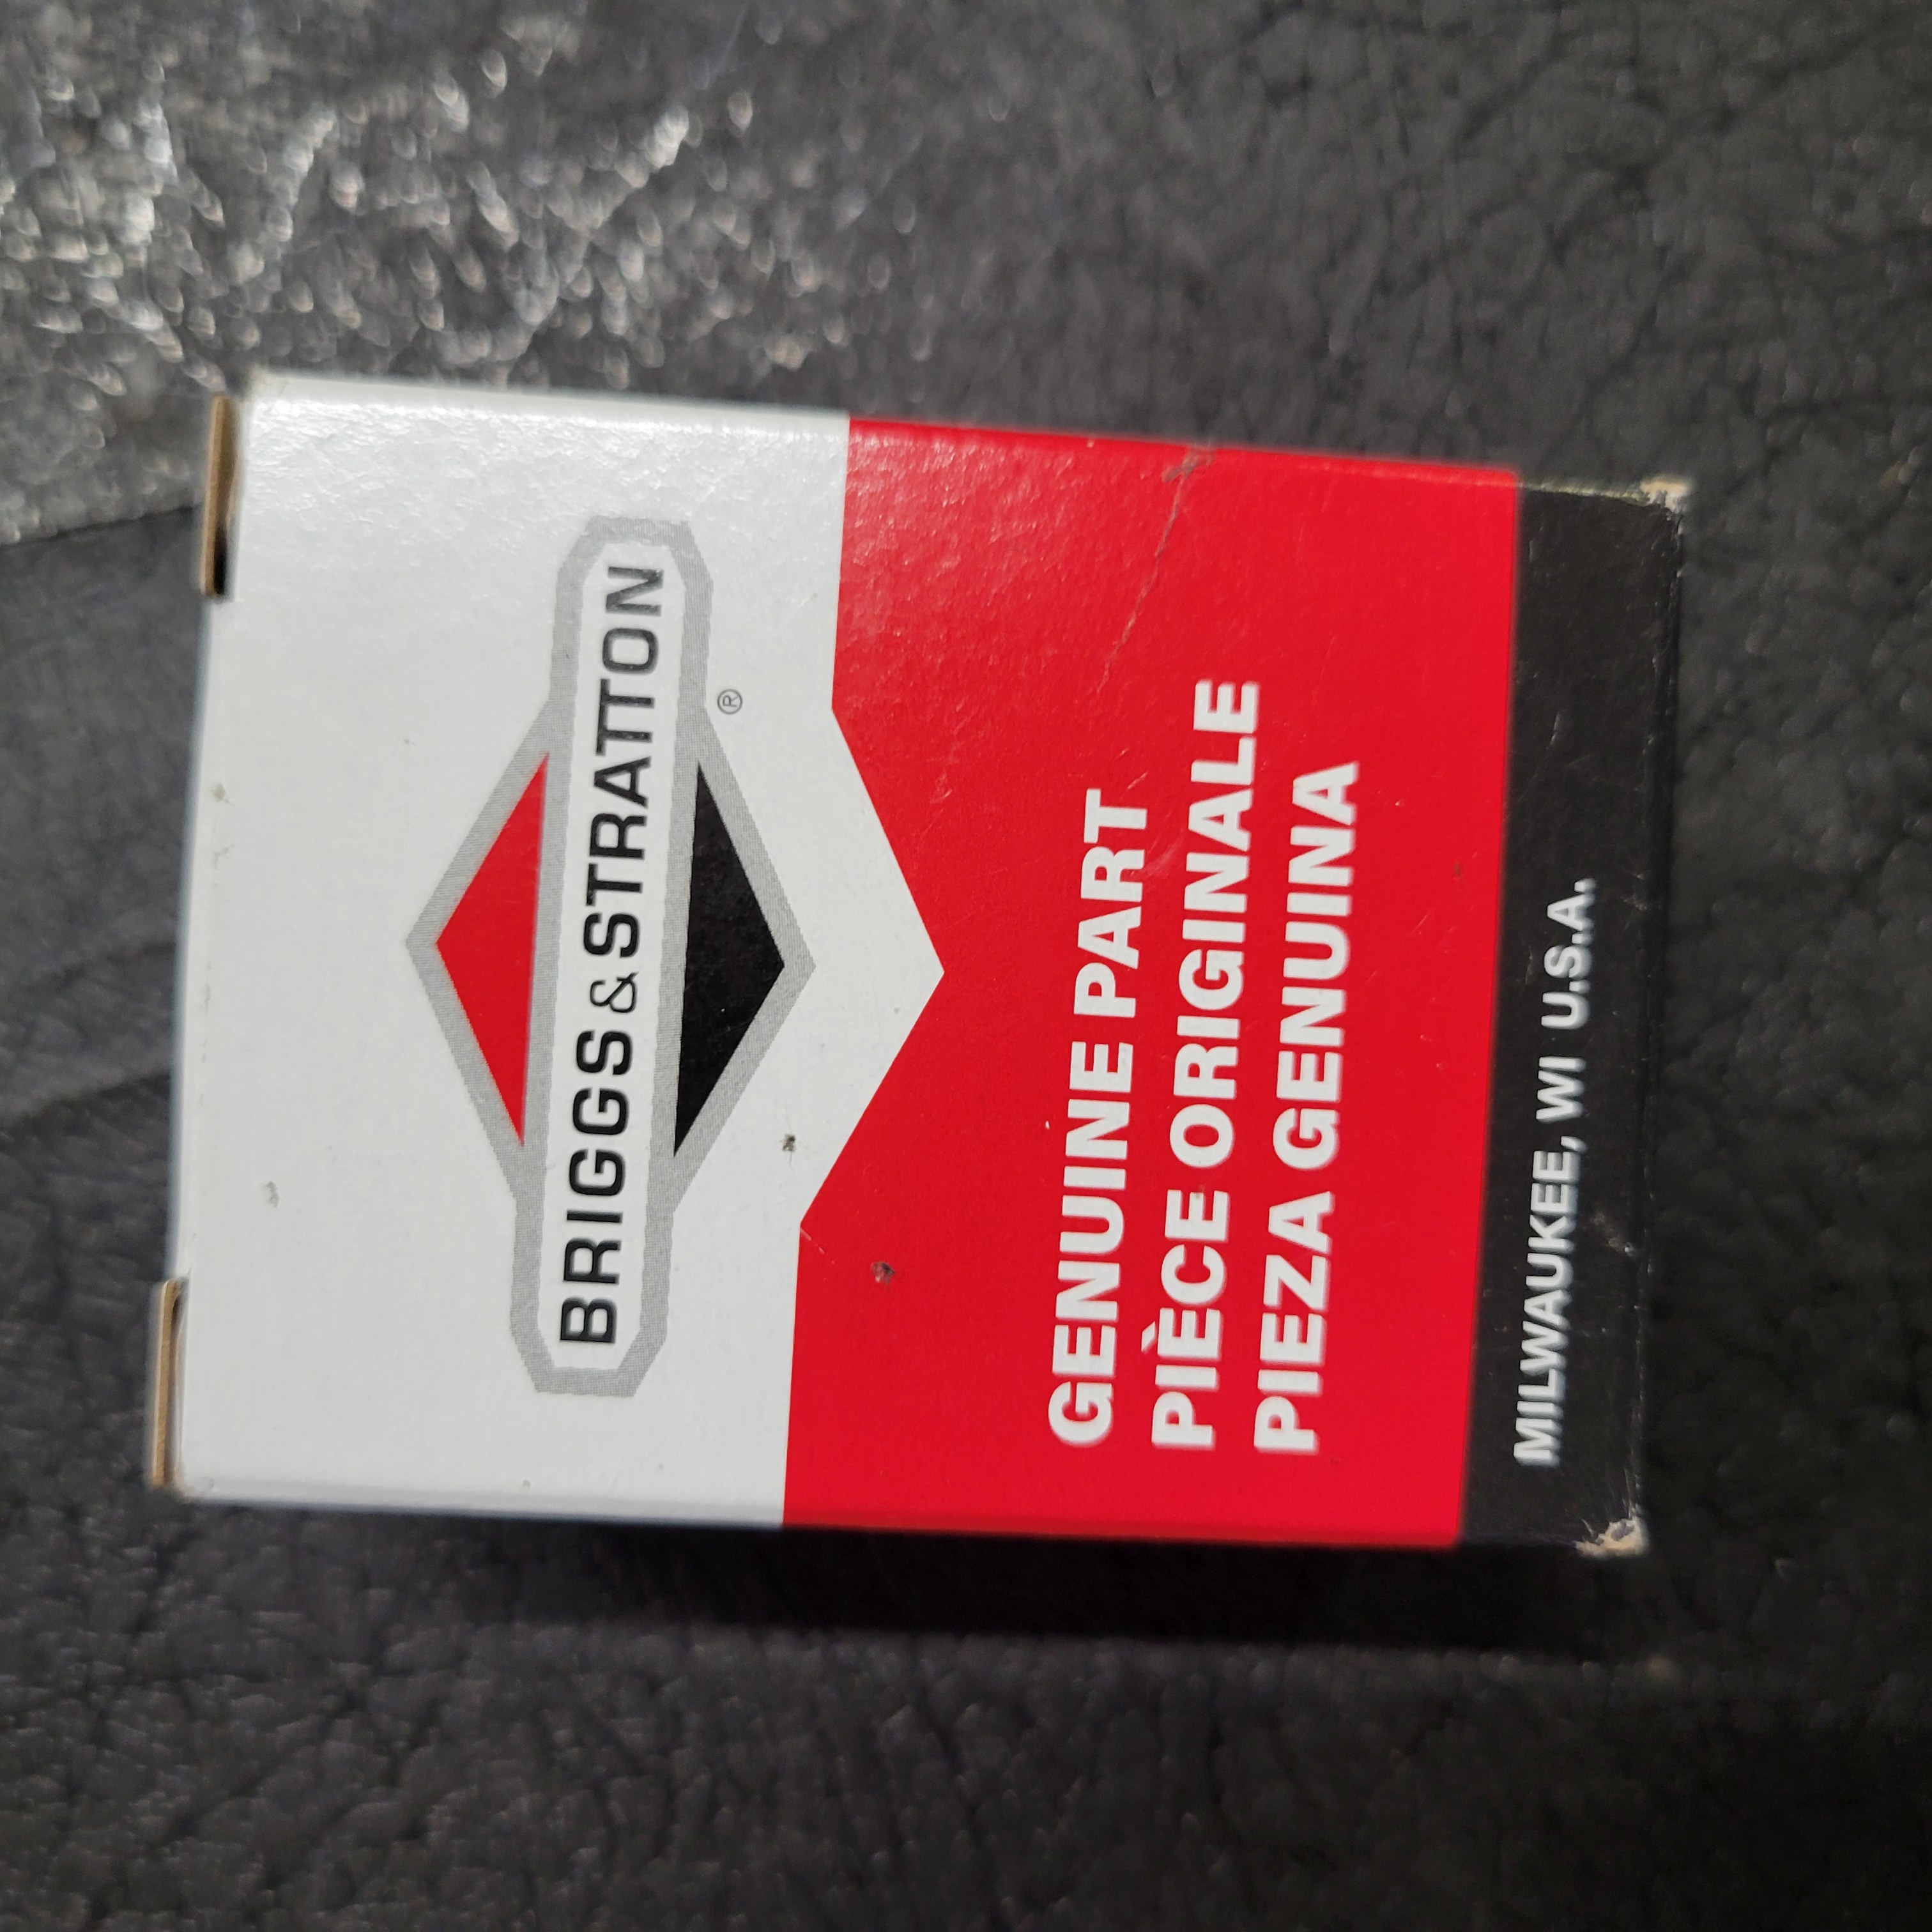 BRIGGS & STRATTON
®
GENUINE PART
PIÈCE ORIGINALE
PIEZA GENUINA
MILWAUKEE, WI U.S.A.